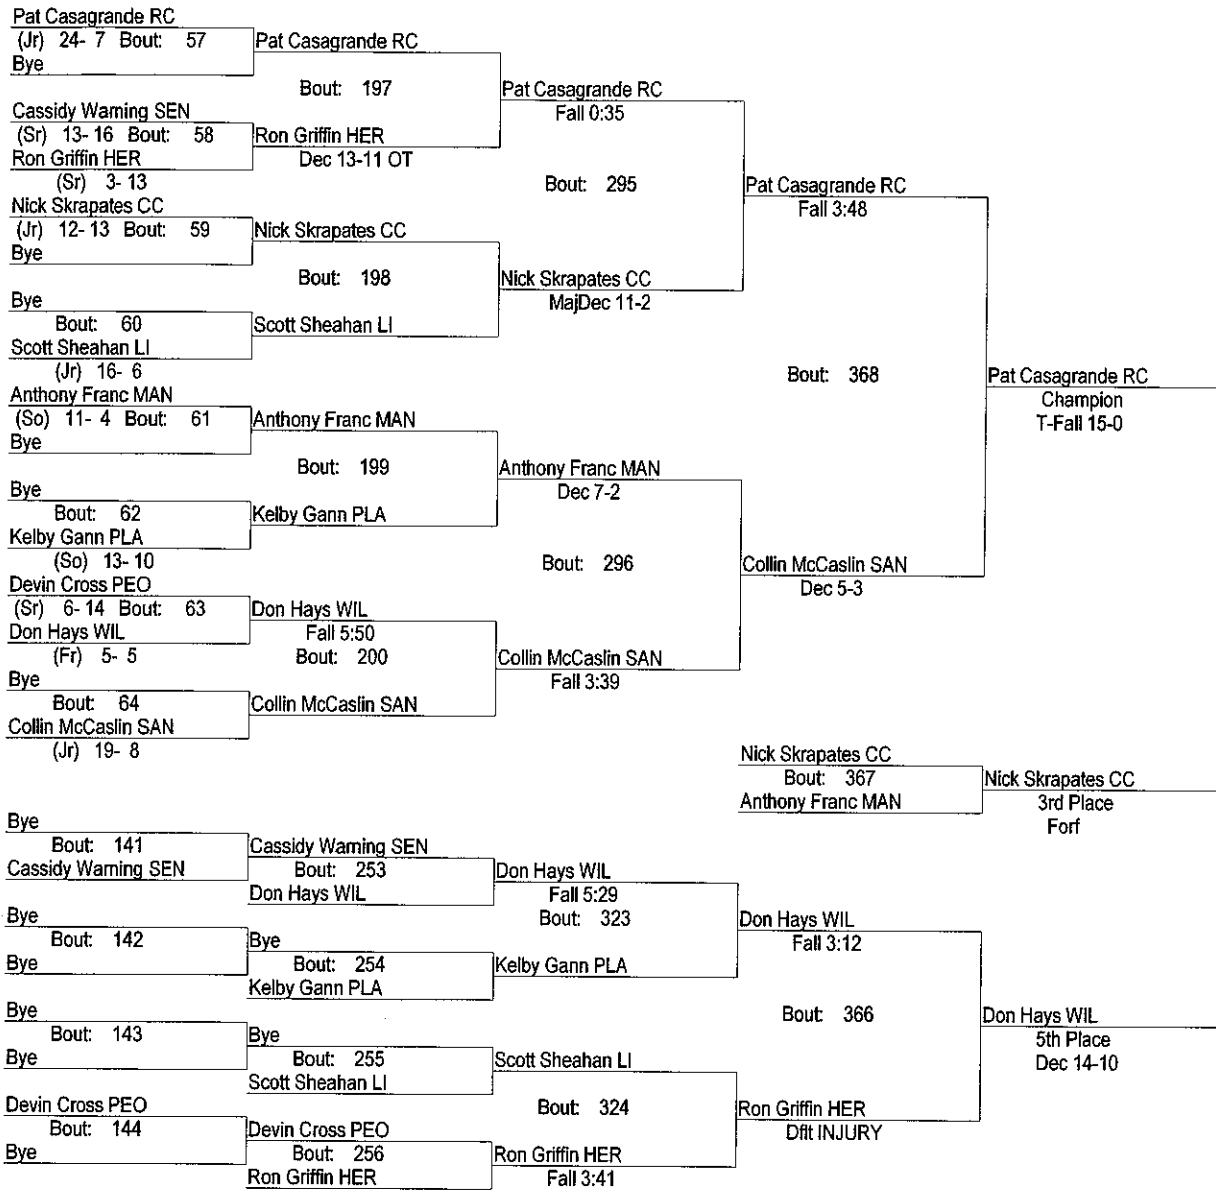 Pat Casagrande RC
(Jr) 24- 7 Bout: 57
Bye
Pat Casagrande RC
Bout: 197
Cassidy Warning SEN
(Sr) 13- 16 Bout: 58
Ron Griffin HER
(Sr) 3- 13
Ron Griffin HER
Dec 13-11 OT
Pat Casagrande RC
Fall 0:35
Bout: 295
Nick Skrapates CC
(Jr) 12- 13 Bout: 59
Bye
Nick Skrapates CC
Bout: 198
Bye
Bout: 60
Scott Sheahan LI
(Jr) 16- 6
Scott Sheahan LI
Nick Skrapates CC
MajDec 11-2
Pat Casagrande RC
Fall 3:48
Bout: 368
Anthony Franc MAN
(So) 11- 4 Bout: 61
Bye
Anthony Franc MAN
Bout: 199
Bye
Bout: 62
Kelby Gann PLA
(So) 13- 10
Kelby Gann PLA
Anthony Franc MAN
Dec 7-2
Bout: 296
Devin Cross PEO
(Sr) 6- 14 Bout: 63
Don Hays WIL
(Fr) 5- 5
Don Hays WIL
Fall 5:50
Bout: 200
Bye
Bout: 64
Collin McCaslin SAN
(Jr) 19- 8
Collin McCaslin SAN
Collin McCaslin SAN
Fall 3:39
Collin McCaslin SAN
Dec 5-3
Pat Casagrande RC
Champion
T-Fall 15-0
Nick Skrapates CC
Bout: 367
Anthony Franc MAN
Nick Skrapates CC
3rd Place
Forf
Bye
Bout: 141
Cassidy Warning SEN
Cassidy Warning SEN
Bout: 253
Don Hays WIL
Don Hays WIL
Fall 5:29
Bout: 323
Bye
Bout: 142
Bye
Bye
Bout: 254
Kelby Gann PLA
Kelby Gann PLA
Don Hays WIL
Fall 3:12
Bout: 366
Bye
Bout: 143
Bye
Bye
Bout: 255
Scott Sheahan LI
Scott Sheahan LI
Bout: 324
Devin Cross PEO
Bout: 144
Bye
Devin Cross PEO
Bout: 256
Ron Griffin HER
Ron Griffin HER
Fall 3:41
Ron Griffin HER
Dflt INJURY
Don Hays WIL
5th Place
Dec 14-10